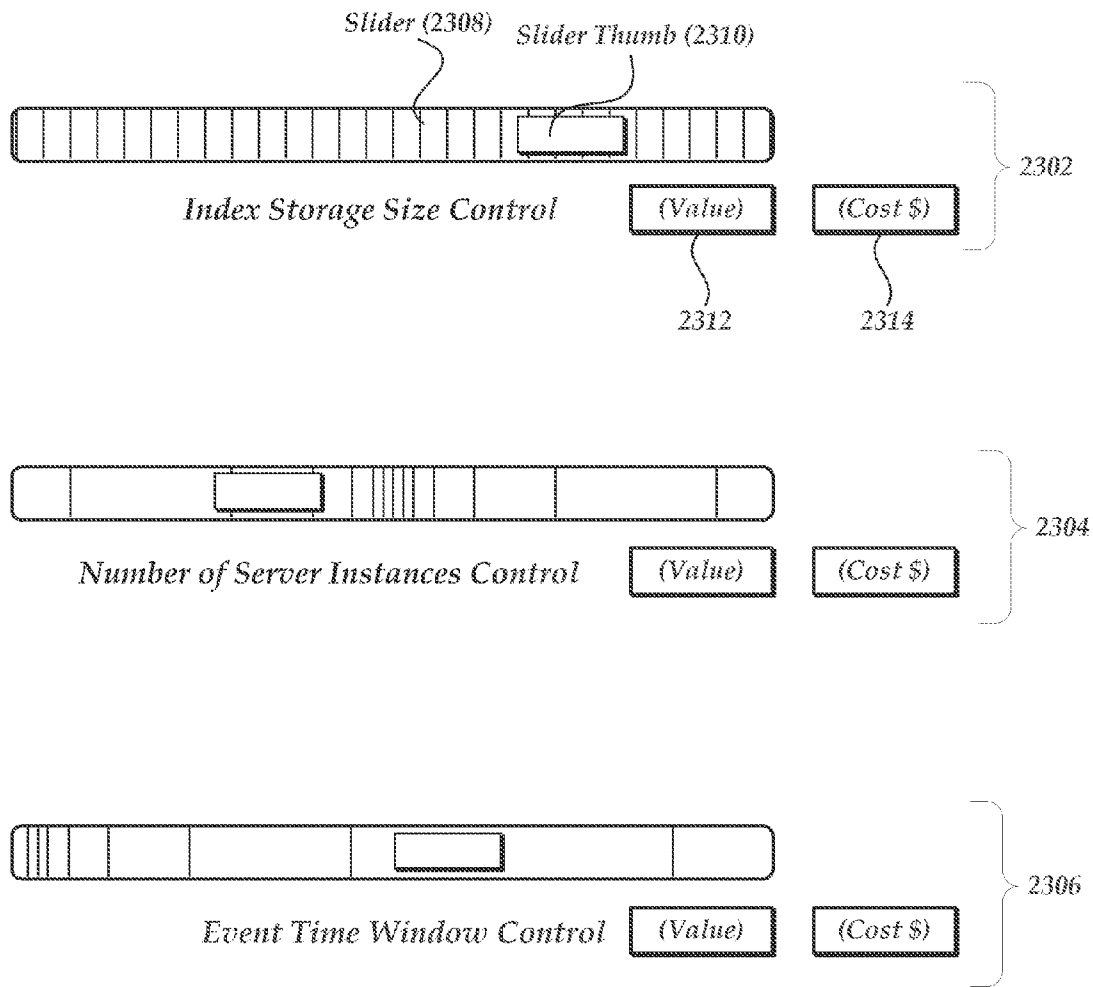 Slider (2308)
Slider Thumb (2310)
2302
Index Storage Size Control
(Value)
(Cost $)
2312
2314
2304
Number of Server Instances Control
(Value)
(Cost $)
2306
Event Time Window Control
(Value)
(Cost $)